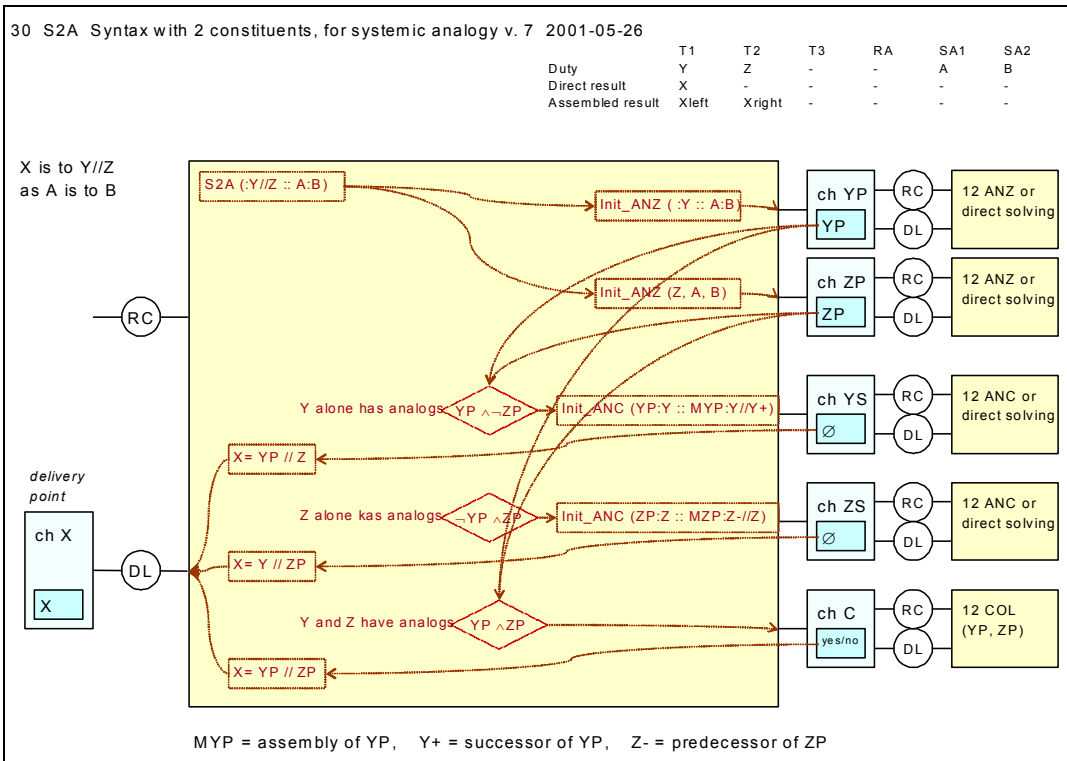 30 S2A Syntax with 2 constituents, for systemic analogy v. 7 2001-05-26
T1 T2 T3 RA SA1 SA2
Duty Y Z - - A B
Direct result X - - - - -
Assembled result Xleft Xright - - - -
X is to Y//Z
as A is to B
S2A (:Y//Z :: A:B)
Init_ANZ ( :Y :: A:B)
ch YP
YP
RC
DL
12 ANZ or
direct solving
Init_ANZ (Z, A, B)
ch ZP
ZP
RC
DL
12 ANZ or
direct solving
RC
Y alone has analogs
YP ∧¬ZP
Init_ANC (YP:Y :: MYP:Y//Y+)
ch YS
∅
RC
DL
12 ANC or
direct solving
X= YP // Z
delivery
point
ch X
X
DL
Z alone kas analogs
¬YP ∧ZP
Init_ANC (ZP:Z :: MZP:Z-//Z)
ch ZS
∅
RC
DL
12 ANC or
direct solving
X= Y // ZP
Y and Z have analogs
YP ∧ZP
ch C
yes/no
RC
DL
12 COL
(YP, ZP)
X= YP // ZP
MYP = assembly of YP, Y+ = successor of YP, Z- = predecessor of ZP